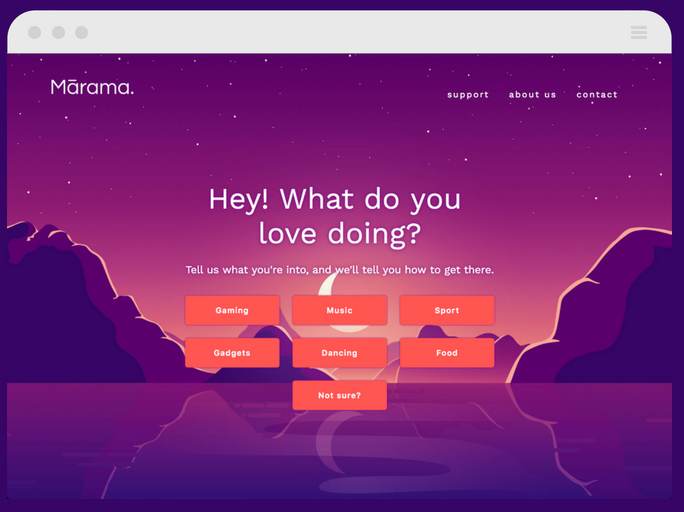 Mārama.
support about us contact
Hey! What do you
love doing?
Tell us what you're into, and we'll tell you how to get there.
Gaming Music Sport
Gadgets Dancing Food
Not sure?